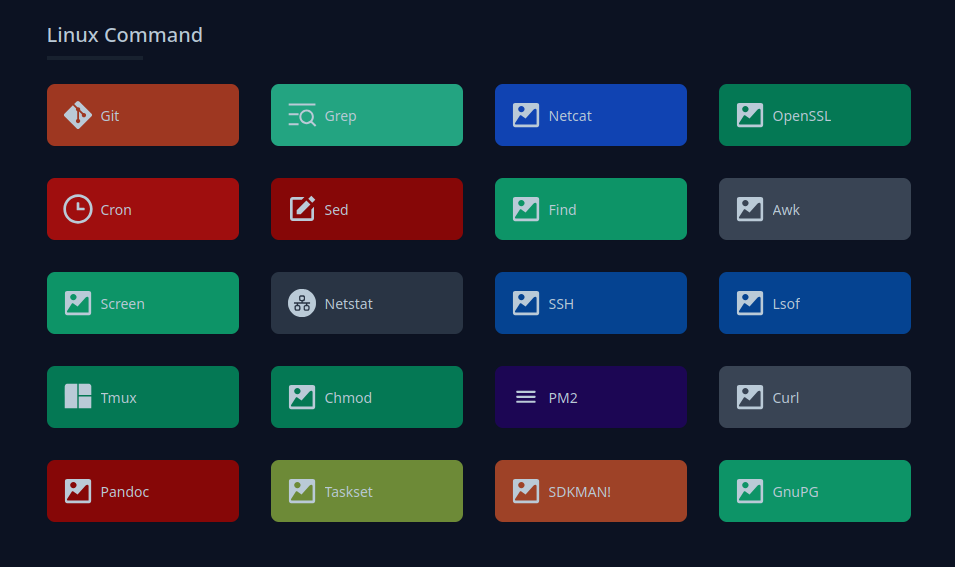 Linux Command
Git
Grep
Netcat
OpenSSL
Cron
Sed
Find
Awk
Screen
Netstat
SSH
Lsof
Tmux
Chmod
PM2
Curl
Pandoc
Taskset
SDKMAN!
GnuPG